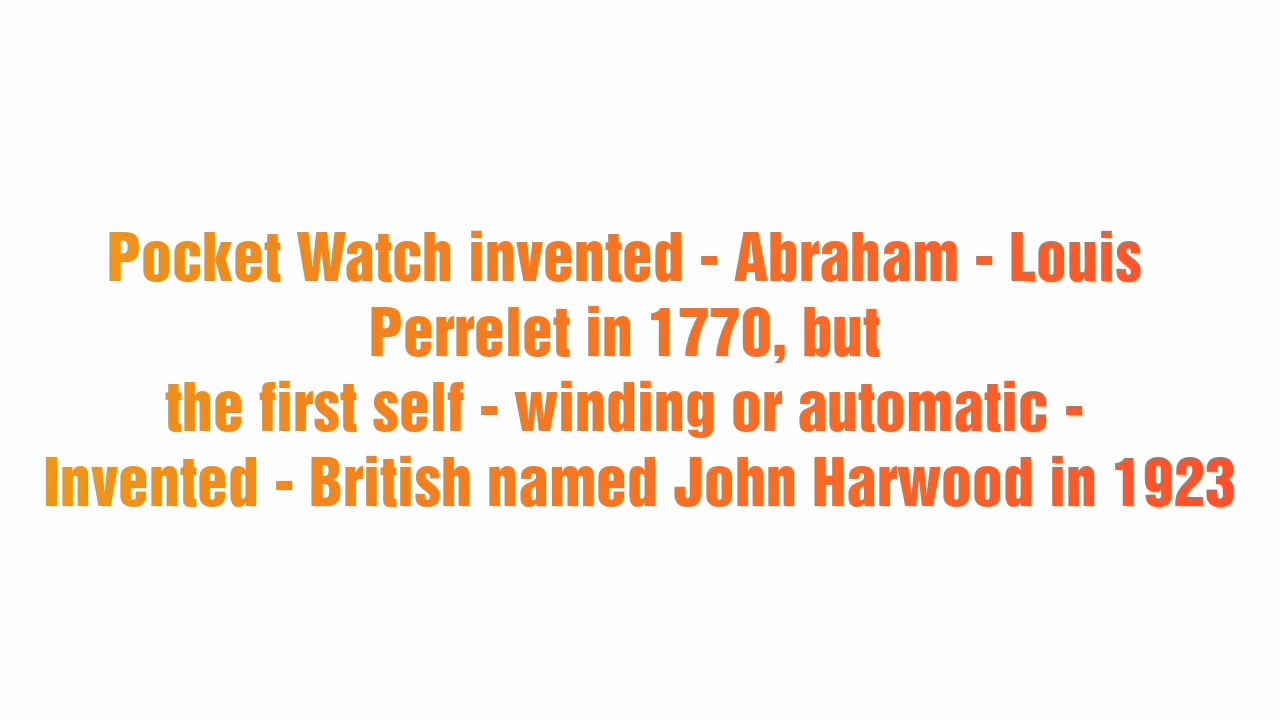 Pocket Watch invented - Abraham - Louis
Perrelet in 1770, but
the first self - winding or automatic -
Invented - British named John Harwood in 1923